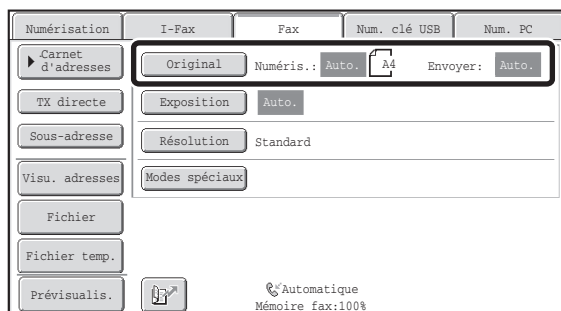 Numérisation
I-Fax
Fax
Num. clé USB
Num. PC
Carnet
d'adresses
Original
Numéris.:
Auto.
A4
Envoyer:
Auto.
TX directe
Exposition
Auto.
Sous-adresse
Résolution
Standard
Visu. adresses
Modes spéciaux
Fichier
Fichier temp.
Prévisualis.
Automatique
Mémoire fax:100%